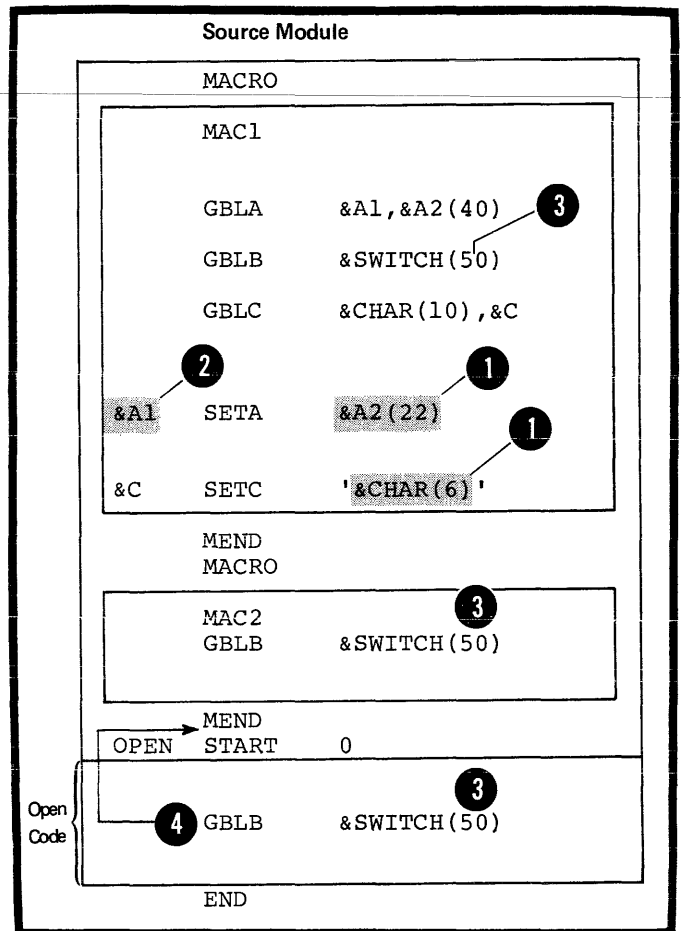 Source Module
MACRO
MAC1
GBLA &A1,&A2(40) 3
GBLB &SWITCH(50)
GBLC &CHAR(10),&C
2 1
&A1 SETA &A2(22)
1
&C SETC '&CHAR(6)'
MEND
MACRO
3
MAC2
GBLB &SWITCH(50)
MEND
OPEN START 0
3
Open Code
4 GBLB &SWITCH(50)
END